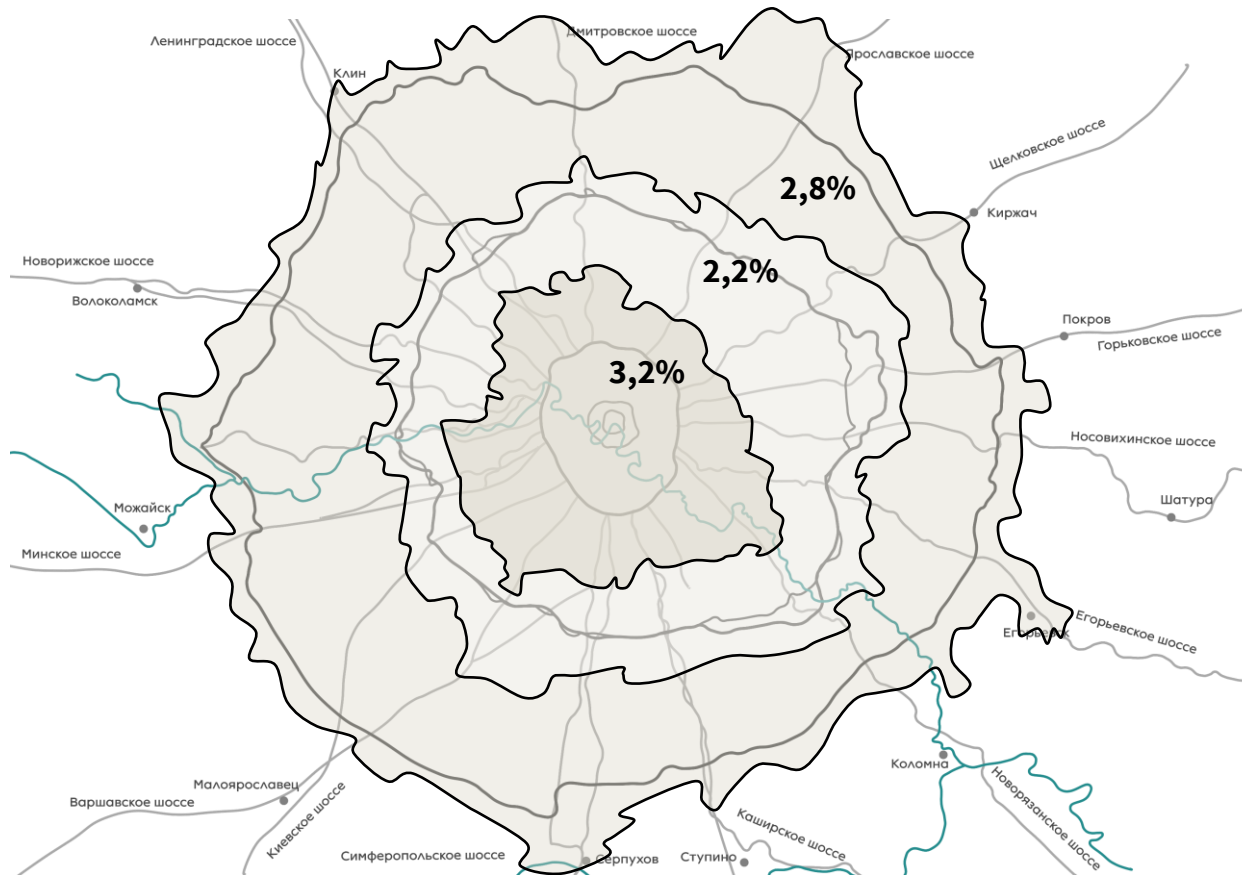 Дмитровское шоссе
Ленинградское шоссе
Ярославское шоссе
Клин
Щелковское шоссе
2,8%
Киржач
Новорижское шоссе
2,2%
Волоколамск
Покров
Горьковское шоссе
3,2%
Носовихинское шоссе
Шатура
Можайск
Минское шоссе
Егорьевское шоссе
Егорьевск
Коломна
Малоярославец
Новорязанское шоссе
Варшавское шоссе
Киевское шоссе
Каширское шоссе
Симферопольское шоссе
Серпухов
Ступино